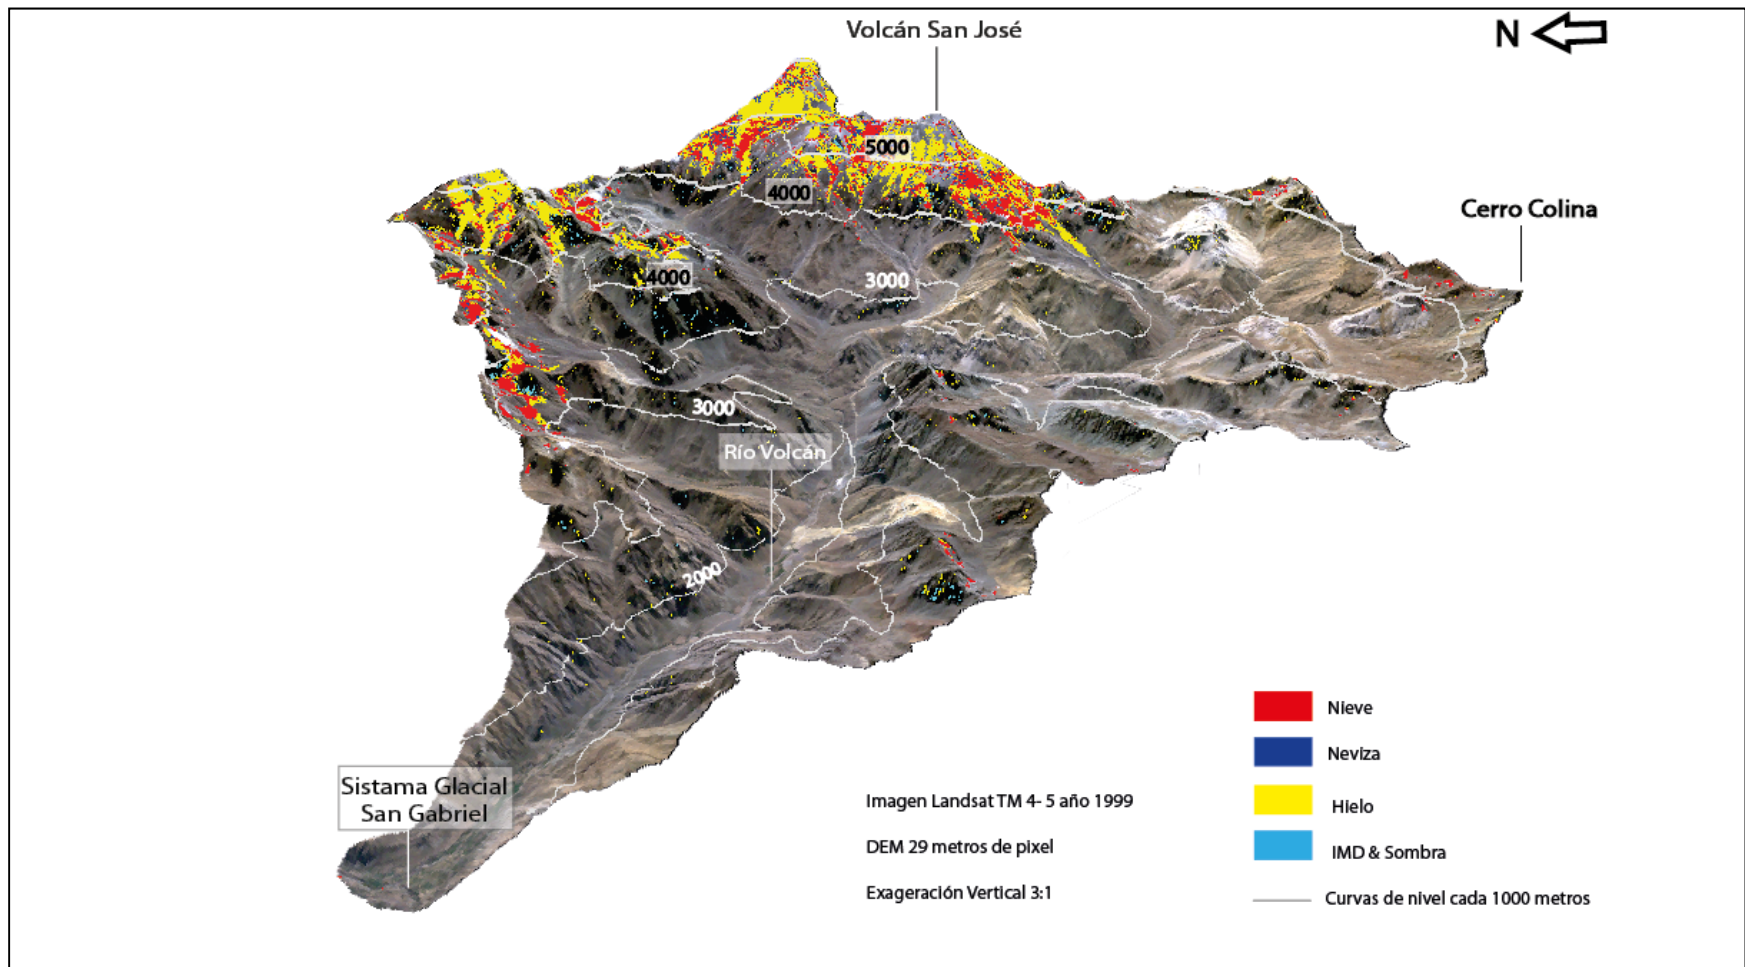 Volcán San José
N
5000
4000
Cerro Colina
4000
3000
3000
Río Volcán
2000
Sistama Glacial
San Gabriel
Imagen Landsat TM 4- 5 año 1999
DEM 29 metros de pixel
Exageración Vertical 3:1
Nieve
Neviza
Hielo
IMD & Sombra
Curvas de nivel cada 1000 metros